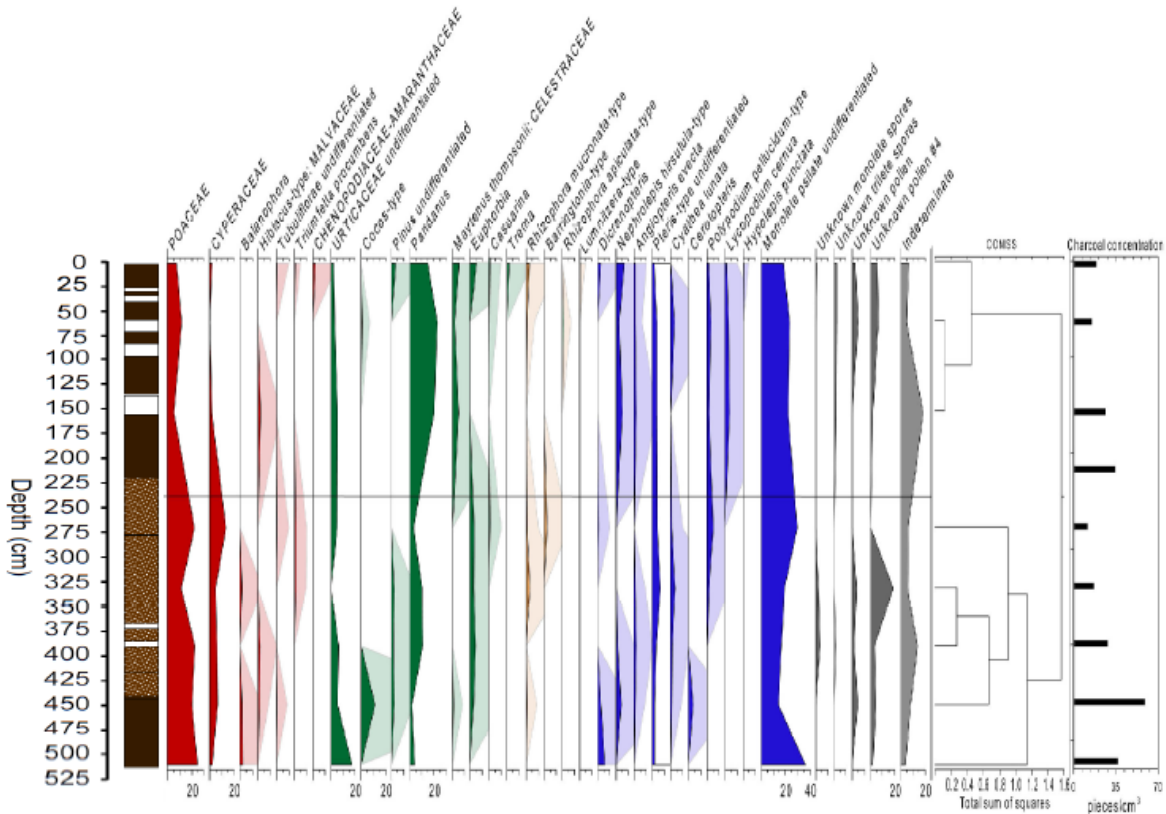 POACEAE
CYPERACEAE
Balanophora
Hibiscus-type: MALVACEAE
Tubuliflorae undifferentiated
Triumfetta procumbens
CHENOPODIACEAE-AMARANTHACEAE
URTICACEAE undifferentiated
Cocos-type
Pinus undifferentiated
Pandanus
Maytenus thompsonii: CELESTRACEAE
Euphorbia
Casuarina
Trema
Rhizophora mucronata-type
Barringtonia-type
Rhizophora apiculata-type
Lumnitzera-type
Dicranopteris
Nephrolepis hirsutula-type
Angiopteris evecta
Pteris-type undifferentiated
Cyathea lunata
Ceratopteris
Polypodium pellucidum-type
Lycopodium cernua
Hypolepis punctata
Monolete psilate undifferentiated
Unknown monolete spores
Unknown trilete spores
Unknown pollen
Unknown pollen #4
Indeterminate
CONISS
Charcoal concentration
Depth (cm)
0
25
50
75
100
125
150
175
200
225
250
270
300
325
350
375
400
425
450
475
500
525
20 20 20 20 20 20 40 20 20
0.2 0.4 0.6 0.8 1.0 1.2 1.4 1.6
Total sum of squares
0 35 70
pieces/cm³